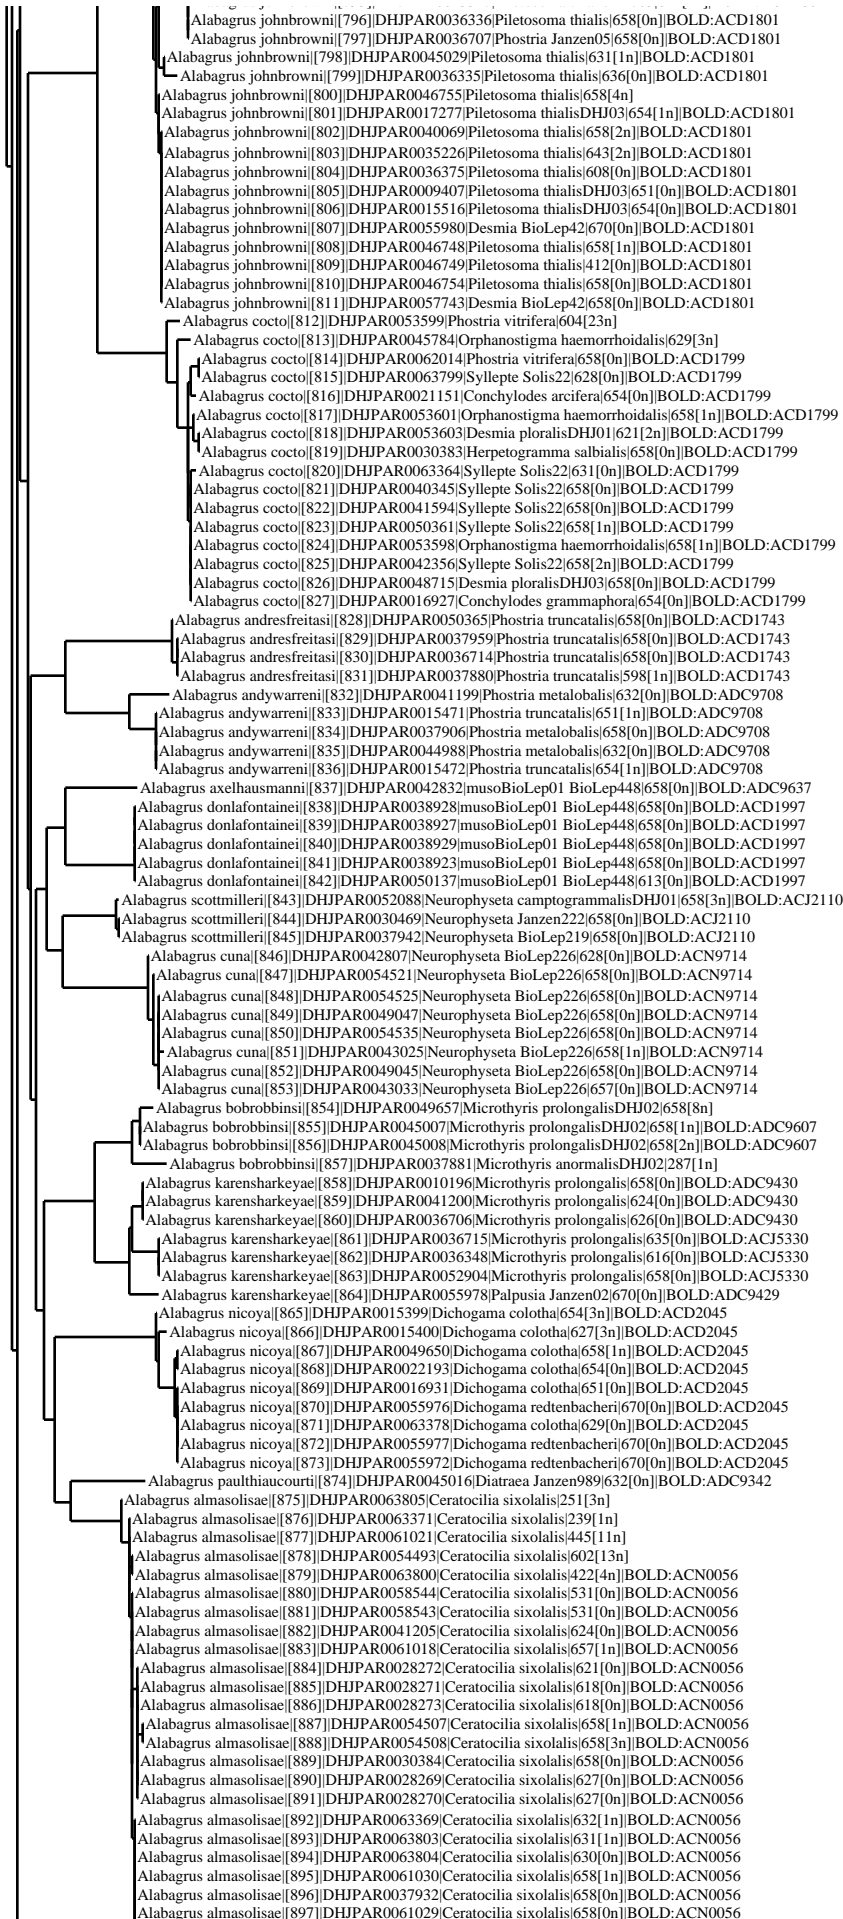 Alabagrus johnbrowni|[796]|DHJPAR0036336|Piletosoma thialis|658[0n]|BOLD:ACD1801
Alabagrus johnbrowni|[797]|DHJPAR0036707|Phostria Janzen05|658[0n]|BOLD:ACD1801
Alabagrus johnbrowni|[798]|DHJPAR0045029|Piletosoma thialis|631[1n]|BOLD:ACD1801
Alabagrus johnbrowni|[799]|DHJPAR0036335|Piletosoma thialis|636[0n]|BOLD:ACD1801
Alabagrus johnbrowni|[800]|DHJPAR0046755|Piletosoma thialis|658[4n]
Alabagrus johnbrowni|[801]|DHJPAR0017277|Piletosoma thialisDHJ03|654[1n]|BOLD:ACD1801
Alabagrus johnbrowni|[802]|DHJPAR0040069|Piletosoma thialis|658[2n]|BOLD:ACD1801
Alabagrus johnbrowni|[803]|DHJPAR0035226|Piletosoma thialis|643[2n]|BOLD:ACD1801
Alabagrus johnbrowni|[804]|DHJPAR0036375|Piletosoma thialis|608[0n]|BOLD:ACD1801
Alabagrus johnbrowni|[805]|DHJPAR0009407|Piletosoma thialisDHJ03|651[0n]|BOLD:ACD1801
Alabagrus johnbrowni|[806]|DHJPAR0015516|Piletosoma thialisDHJ03|654[0n]|BOLD:ACD1801
Alabagrus johnbrowni|[807]|DHJPAR0055980|Desmia BioLep42|670[0n]|BOLD:ACD1801
Alabagrus johnbrowni|[808]|DHJPAR0046748|Piletosoma thialis|658[1n]|BOLD:ACD1801
Alabagrus johnbrowni|[809]|DHJPAR0046749|Piletosoma thialis|412[0n]|BOLD:ACD1801
Alabagrus johnbrowni|[810]|DHJPAR0046754|Piletosoma thialis|658[0n]|BOLD:ACD1801
Alabagrus johnbrowni|[811]|DHJPAR0057743|Desmia BioLep42|658[0n]|BOLD:ACD1801
Alabagrus cocto|[812]|DHJPAR0053599|Phostria vitrifera|604[23n]
Alabagrus cocto|[813]|DHJPAR0045784|Orphanostigma haemorrhoidalis|629[3n]
Alabagrus cocto|[814]|DHJPAR0062014|Phostria vitrifera|658[0n]|BOLD:ACD1799
Alabagrus cocto|[815]|DHJPAR0063799|Syllepte Solis22|628[0n]|BOLD:ACD1799
Alabagrus cocto|[816]|DHJPAR0021151|Conchylodes arcifera|654[0n]|BOLD:ACD1799
Alabagrus cocto|[817]|DHJPAR0053601|Orphanostigma haemorrhoidalis|658[1n]|BOLD:ACD1799
Alabagrus cocto|[818]|DHJPAR0053603|Desmia ploralisDHJ01|621[2n]|BOLD:ACD1799
Alabagrus cocto|[819]|DHJPAR0030383|Herpetogramma salbialis|658[0n]|BOLD:ACD1799
Alabagrus cocto|[820]|DHJPAR0063364|Syllepte Solis22|631[0n]|BOLD:ACD1799
Alabagrus cocto|[821]|DHJPAR0040345|Syllepte Solis22|658[0n]|BOLD:ACD1799
Alabagrus cocto|[822]|DHJPAR0041594|Syllepte Solis22|658[0n]|BOLD:ACD1799
Alabagrus cocto|[823]|DHJPAR0050361|Syllepte Solis22|658[1n]|BOLD:ACD1799
Alabagrus cocto|[824]|DHJPAR0053598|Orphanostigma haemorrhoidalis|658[1n]|BOLD:ACD1799
Alabagrus cocto|[825]|DHJPAR0042356|Syllepte Solis22|658[2n]|BOLD:ACD1799
Alabagrus cocto|[826]|DHJPAR0048715|Desmia ploralisDHJ03|658[0n]|BOLD:ACD1799
Alabagrus cocto|[827]|DHJPAR0016927|Conchylodes grammaphora|654[0n]|BOLD:ACD1799
Alabagrus andresfreitasi|[828]|DHJPAR0050365|Phostria truncatalis|658[0n]|BOLD:ACD1743
Alabagrus andresfreitasi|[829]|DHJPAR0037959|Phostria truncatalis|658[0n]|BOLD:ACD1743
Alabagrus andresfreitasi|[830]|DHJPAR0036714|Phostria truncatalis|658[0n]|BOLD:ACD1743
Alabagrus andresfreitasi|[831]|DHJPAR0037880|Phostria truncatalis|598[1n]|BOLD:ACD1743
Alabagrus andywarreni|[832]|DHJPAR0041199|Phostria metalobalis|632[0n]|BOLD:ADC9708
Alabagrus andywarreni|[833]|DHJPAR0015471|Phostria truncatalis|651[1n]|BOLD:ADC9708
Alabagrus andywarreni|[834]|DHJPAR0037906|Phostria metalobalis|658[0n]|BOLD:ADC9708
Alabagrus andywarreni|[835]|DHJPAR0044988|Phostria metalobalis|632[0n]|BOLD:ADC9708
Alabagrus andywarreni|[836]|DHJPAR0015472|Phostria truncatalis|654[1n]|BOLD:ADC9708
Alabagrus axelhausmanni|[837]|DHJPAR0042832|musoBioLep01 BioLep448|658[0n]|BOLD:ADC9637
Alabagrus donlafontainei|[838]|DHJPAR0038928|musoBioLep01 BioLep448|658[0n]|BOLD:ACD1997
Alabagrus donlafontainei|[839]|DHJPAR0038927|musoBioLep01 BioLep448|658[0n]|BOLD:ACD1997
Alabagrus donlafontainei|[840]|DHJPAR0038929|musoBioLep01 BioLep448|658[0n]|BOLD:ACD1997
Alabagrus donlafontainei|[841]|DHJPAR0038923|musoBioLep01 BioLep448|658[0n]|BOLD:ACD1997
Alabagrus donlafontainei|[842]|DHJPAR0050137|musoBioLep01 BioLep448|613[0n]|BOLD:ACD1997
Alabagrus scottmilleri|[843]|DHJPAR0052088|Neurophyseta camptogrammalisDHJ01|658[3n]|BOLD:ACJ2110
Alabagrus scottmilleri|[844]|DHJPAR0030469|Neurophyseta Janzen222|658[0n]|BOLD:ACJ2110
Alabagrus scottmilleri|[845]|DHJPAR0037942|Neurophyseta BioLep219|658[0n]|BOLD:ACJ2110
Alabagrus cuna|[846]|DHJPAR0042807|Neurophyseta BioLep226|628[0n]|BOLD:ACN9714
Alabagrus cuna|[847]|DHJPAR0054521|Neurophyseta BioLep226|658[0n]|BOLD:ACN9714
Alabagrus cuna|[848]|DHJPAR0054525|Neurophyseta BioLep226|658[0n]|BOLD:ACN9714
Alabagrus cuna|[849]|DHJPAR0049047|Neurophyseta BioLep226|658[0n]|BOLD:ACN9714
Alabagrus cuna|[850]|DHJPAR0054535|Neurophyseta BioLep226|658[0n]|BOLD:ACN9714
Alabagrus cuna|[851]|DHJPAR0043025|Neurophyseta BioLep226|658[1n]|BOLD:ACN9714
Alabagrus cuna|[852]|DHJPAR0049045|Neurophyseta BioLep226|658[0n]|BOLD:ACN9714
Alabagrus cuna|[853]|DHJPAR0043033|Neurophyseta BioLep226|657[0n]|BOLD:ACN9714
Alabagrus bobrobbinsi|[854]|DHJPAR0049657|Microthyris prolongalisDHJ02|658[8n]
Alabagrus bobrobbinsi|[855]|DHJPAR0045007|Microthyris prolongalisDHJ02|658[1n]|BOLD:ADC9607
Alabagrus bobrobbinsi|[856]|DHJPAR0045008|Microthyris prolongalisDHJ02|658[2n]|BOLD:ADC9607
Alabagrus bobrobbinsi|[857]|DHJPAR0037881|Microthyris anormalisDHJ02|287[1n]
Alabagrus karensharkeyae|[858]|DHJPAR0010196|Microthyris prolongalis|658[0n]|BOLD:ADC9430
Alabagrus karensharkeyae|[859]|DHJPAR0041200|Microthyris prolongalis|624[0n]|BOLD:ADC9430
Alabagrus karensharkeyae|[860]|DHJPAR0036706|Microthyris prolongalis|626[0n]|BOLD:ADC9430
Alabagrus karensharkeyae|[861]|DHJPAR0036715|Microthyris prolongalis|635[0n]|BOLD:ACJ5330
Alabagrus karensharkeyae|[862]|DHJPAR0036348|Microthyris prolongalis|616[0n]|BOLD:ACJ5330
Alabagrus karensharkeyae|[863]|DHJPAR0052904|Microthyris prolongalis|658[0n]|BOLD:ACJ5330
Alabagrus karensharkeyae|[864]|DHJPAR0055978|Palpusia Janzen02|670[0n]|BOLD:ADC9429
Alabagrus nicoya|[865]|DHJPAR0015399|Dichogama colotha|654[3n]|BOLD:ACD2045
Alabagrus nicoya|[866]|DHJPAR0015400|Dichogama colotha|627[3n]|BOLD:ACD2045
Alabagrus nicoya|[867]|DHJPAR0049650|Dichogama colotha|658[1n]|BOLD:ACD2045
Alabagrus nicoya|[868]|DHJPAR0022193|Dichogama colotha|654[0n]|BOLD:ACD2045
Alabagrus nicoya|[869]|DHJPAR0016931|Dichogama colotha|651[0n]|BOLD:ACD2045
Alabagrus nicoya|[870]|DHJPAR0055976|Dichogama redtenbacheri|670[0n]|BOLD:ACD2045
Alabagrus nicoya|[871]|DHJPAR0063378|Dichogama colotha|629[0n]|BOLD:ACD2045
Alabagrus nicoya|[872]|DHJPAR0055977|Dichogama redtenbacheri|670[0n]|BOLD:ACD2045
Alabagrus nicoya|[873]|DHJPAR0055972|Dichogama redtenbacheri|670[0n]|BOLD:ACD2045
Alabagrus paulthiaucourti|[874]|DHJPAR0045016|Diatraea Janzen989|632[0n]|BOLD:ADC9342
Alabagrus almasolisae|[875]|DHJPAR0063805|Ceratocilia sixolalis|251[3n]
Alabagrus almasolisae|[876]|DHJPAR0063371|Ceratocilia sixolalis|239[1n]
Alabagrus almasolisae|[877]|DHJPAR0061021|Ceratocilia sixolalis|445[11n]
Alabagrus almasolisae|[878]|DHJPAR0054493|Ceratocilia sixolalis|602[13n]
Alabagrus almasolisae|[879]|DHJPAR0063800|Ceratocilia sixolalis|422[4n]|BOLD:ACN0056
Alabagrus almasolisae|[880]|DHJPAR0058544|Ceratocilia sixolalis|531[0n]|BOLD:ACN0056
Alabagrus almasolisae|[881]|DHJPAR0058543|Ceratocilia sixolalis|531[0n]|BOLD:ACN0056
Alabagrus almasolisae|[882]|DHJPAR0041205|Ceratocilia sixolalis|624[0n]|BOLD:ACN0056
Alabagrus almasolisae|[883]|DHJPAR0061018|Ceratocilia sixolalis|657[1n]|BOLD:ACN0056
Alabagrus almasolisae|[884]|DHJPAR0028272|Ceratocilia sixolalis|621[0n]|BOLD:ACN0056
Alabagrus almasolisae|[885]|DHJPAR0028271|Ceratocilia sixolalis|618[0n]|BOLD:ACN0056
Alabagrus almasolisae|[886]|DHJPAR0028273|Ceratocilia sixolalis|618[0n]|BOLD:ACN0056
Alabagrus almasolisae|[887]|DHJPAR0054507|Ceratocilia sixolalis|658[1n]|BOLD:ACN0056
Alabagrus almasolisae|[888]|DHJPAR0054508|Ceratocilia sixolalis|658[3n]|BOLD:ACN0056
Alabagrus almasolisae|[889]|DHJPAR0030384|Ceratocilia sixolalis|658[0n]|BOLD:ACN0056
Alabagrus almasolisae|[890]|DHJPAR0028269|Ceratocilia sixolalis|627[0n]|BOLD:ACN0056
Alabagrus almasolisae|[891]|DHJPAR0028270|Ceratocilia sixolalis|627[0n]|BOLD:ACN0056
Alabagrus almasolisae|[892]|DHJPAR0063369|Ceratocilia sixolalis|632[1n]|BOLD:ACN0056
Alabagrus almasolisae|[893]|DHJPAR0063803|Ceratocilia sixolalis|631[1n]|BOLD:ACN0056
Alabagrus almasolisae|[894]|DHJPAR0063804|Ceratocilia sixolalis|630[0n]|BOLD:ACN0056
Alabagrus almasolisae|[895]|DHJPAR0061030|Ceratocilia sixolalis|658[1n]|BOLD:ACN0056
Alabagrus almasolisae|[896]|DHJPAR0037932|Ceratocilia sixolalis|658[0n]|BOLD:ACN0056
Alabagrus almasolisae|[897]|DHJPAR0061029|Ceratocilia sixolalis|658[0n]|BOLD:ACN0056